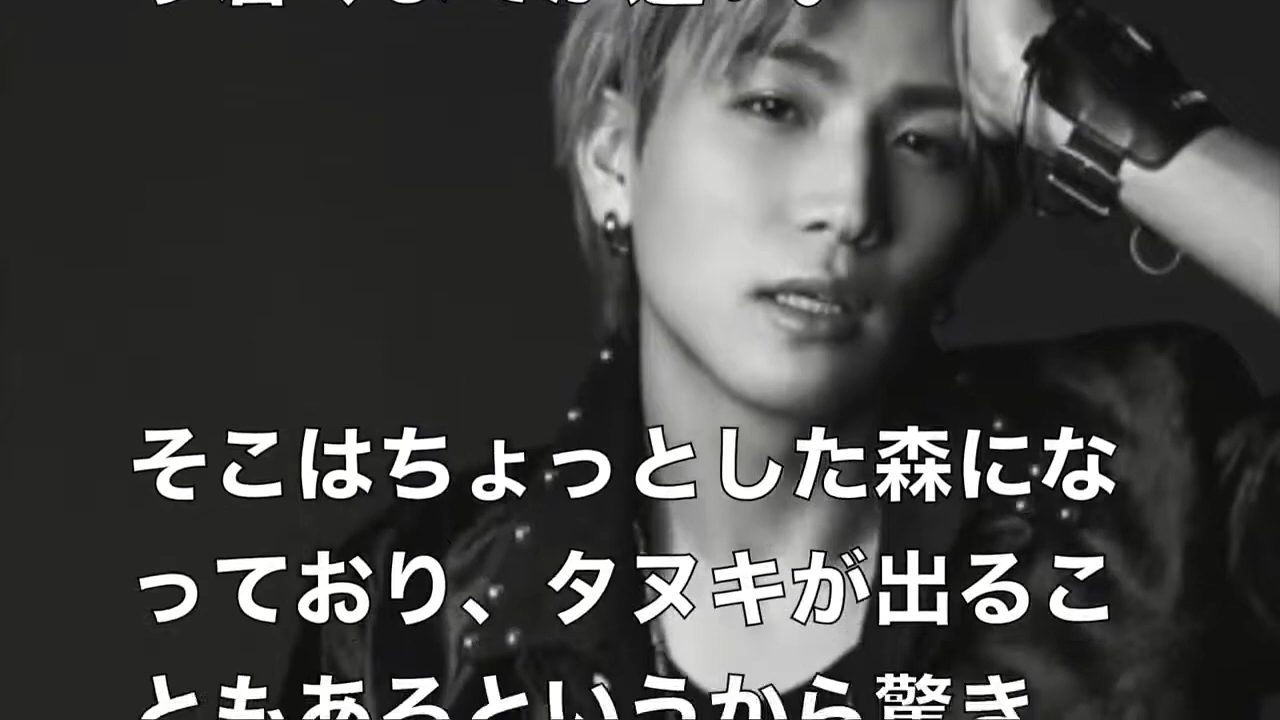 そこはちょっとした森にな
っており、タヌキが出るこ
ともあるというから驚き